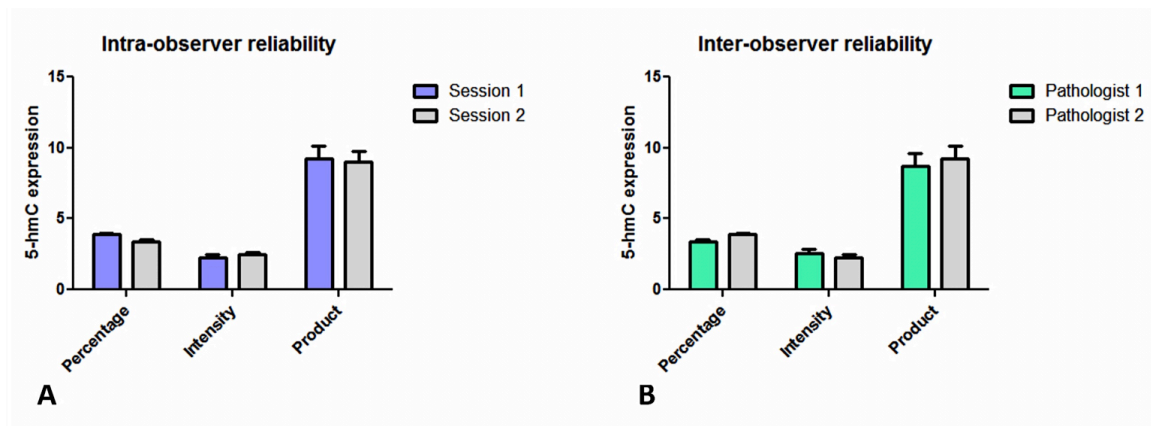 Intra-observer reliability
15
10
5
0
5-hmC expression
Percentage
Intensity
Product
Session 1
Session 2
A
Inter-observer reliability
15
10
5
0
5-hmC expression
Percentage
Intensity
Product
Pathologist 1
Pathologist 2
B